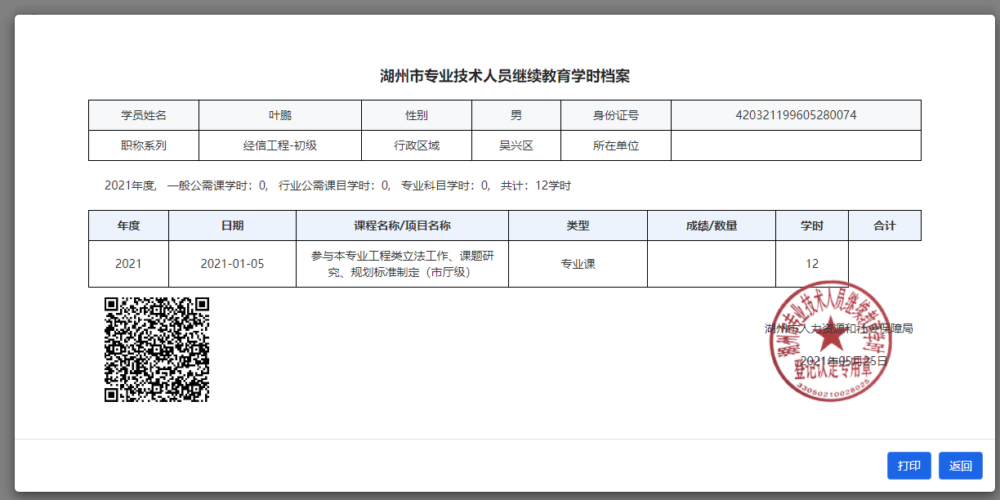 湖州市专业技术人员继续教育学时档案
学员姓名 叶鹏 性别 男 身份证号 420321199605280074
职称系列 经信工程-初级 行政区域 吴兴区 所在单位
2021年度, 一般公需课学时：0, 行业公需课目学时：0, 专业科目学时：0, 共计：12学时
年度 日期 课程名称/项目名称 类型 成绩/数量 学时 合计
2021 2021-01-05 参与本专业工程类立法工作、课题研究、规划标准制定（市厅级） 专业课 12
湖州市人力资源和社会保障局
2021年05月25日
湖州市专业技术人员继续教育学时
登记认定专用章
33050210028025
打印 返回